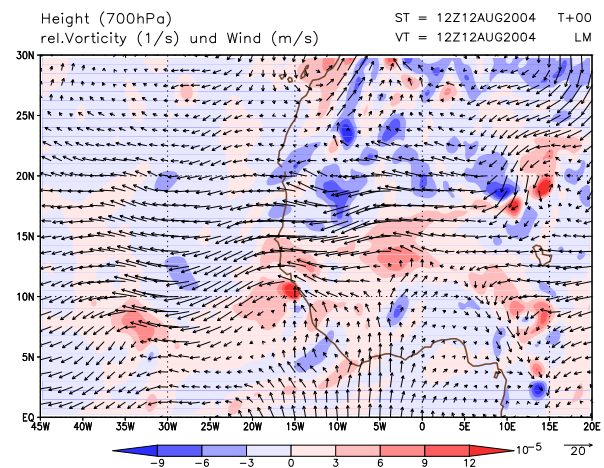 Height (700hPa)
ST = 12Z12AUG2004 T+00
rel.Vorticity (1/s) und Wind (m/s)
VT = 12Z12AUG2004 LM
30N
25N
20N
15N
10N
5N
EQ
45W 40W 35W 30W 25W 20W 15W 10W 5W 0 5E 10E 15E 20E
-9 -6 -3 0 3 6 9 12 10^-5
20